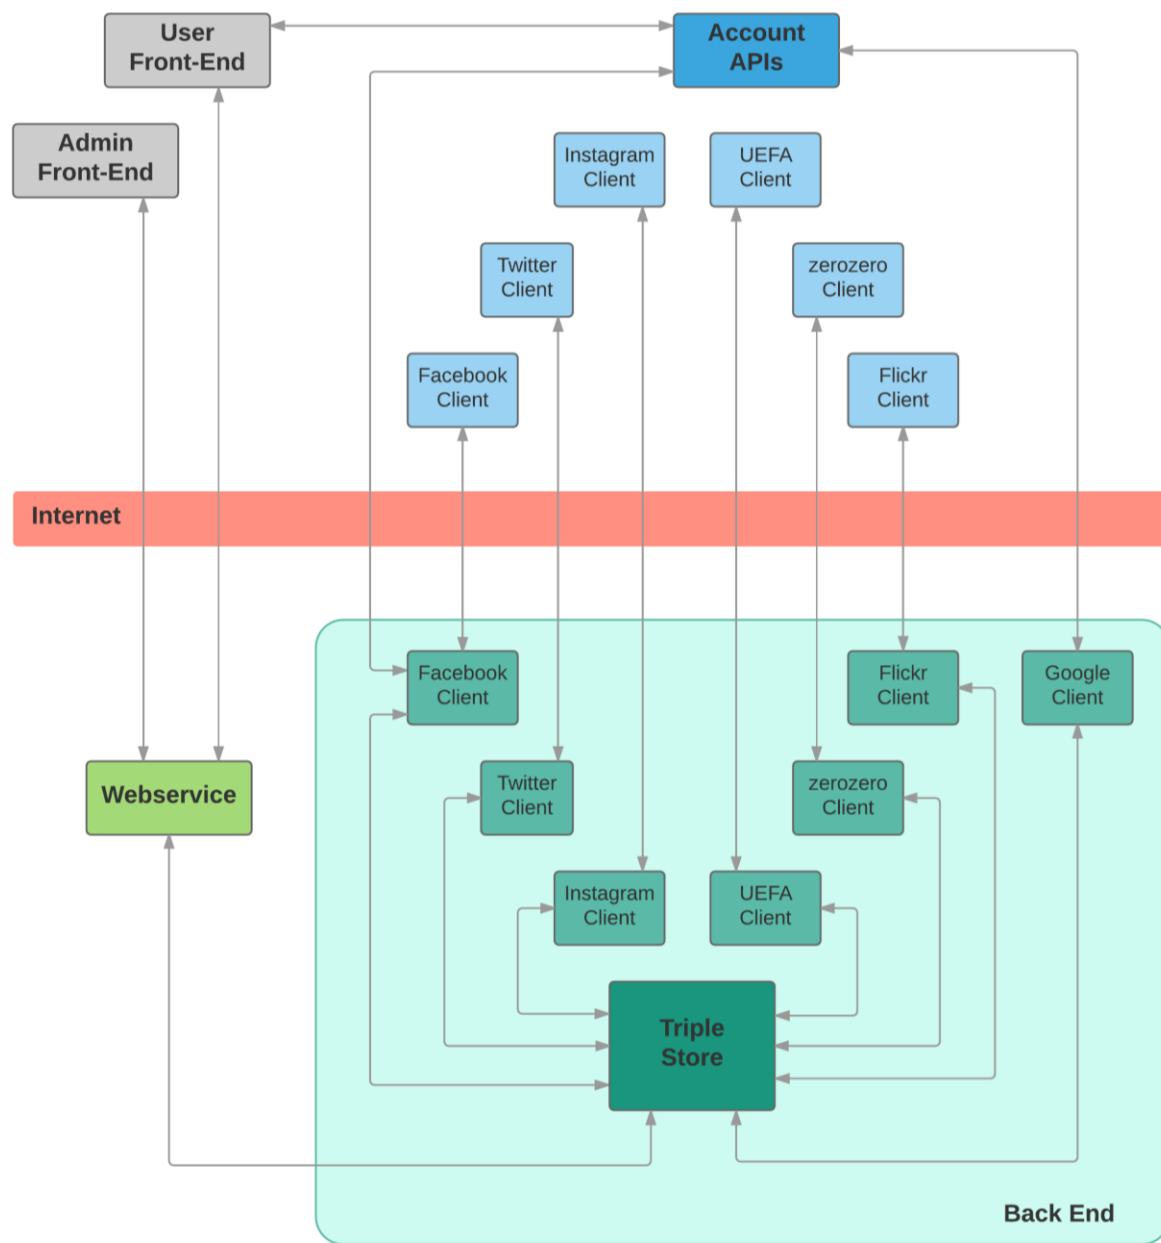 User
Front-End
Account
APIs
Admin
Front-End
Instagram
Client
UEFA
Client
Twitter
Client
zerozero
Client
Facebook
Client
Flickr
Client
Internet
Facebook
Client
Flickr
Client
Google
Client
Webservice
Twitter
Client
zerozero
Client
Instagram
Client
UEFA
Client
Triple
Store
Back End